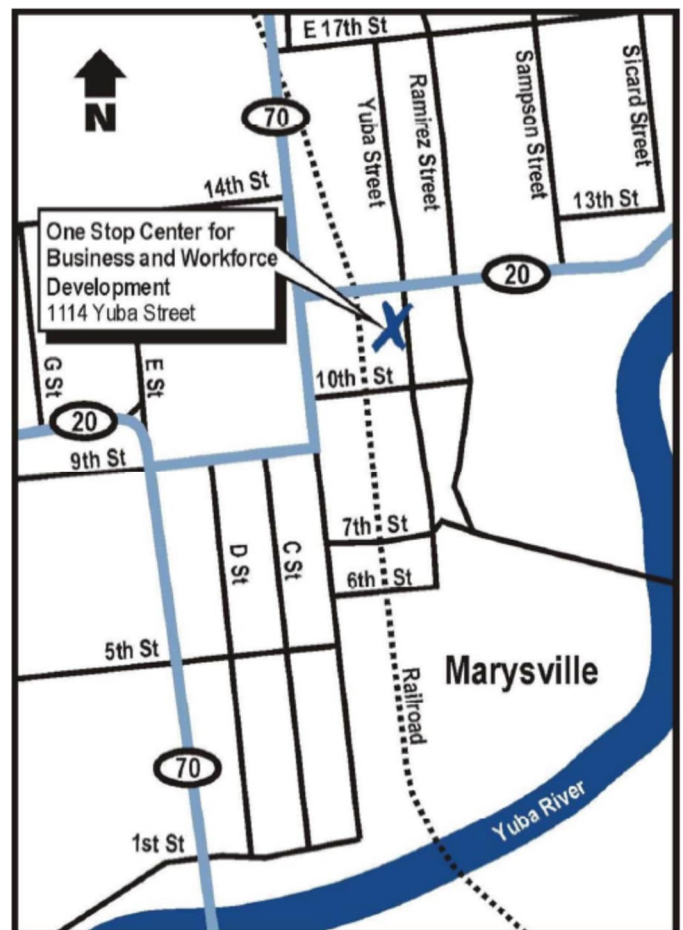 E 17th St
N
70
Yuba Street
Ramirez Street
Sampson Street
Sicard Street
14th St
13th St
One Stop Center for
Business and Workforce
Development
1114 Yuba Street
20
G St
E St
10th St
20
9th St
7th St
D St
C St
6th St
5th St
Marysville
Railroad
70
Yuba River
1st St